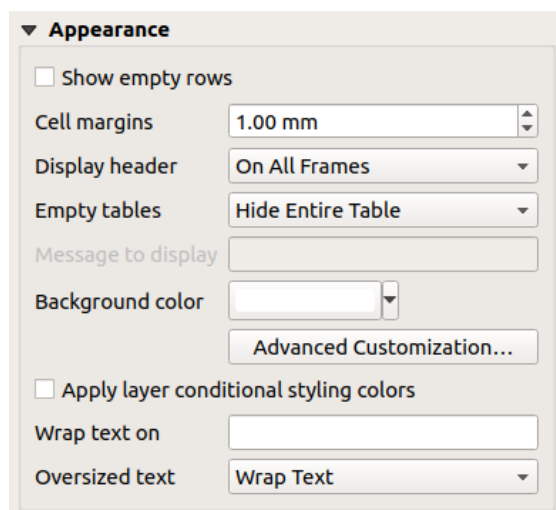 Appearance
Show empty rows
Cell margins 1.00 mm
Display header On All Frames
Empty tables Hide Entire Table
Message to display
Background color
Advanced Customization...
Apply layer conditional styling colors
Wrap text on
Oversized text Wrap Text